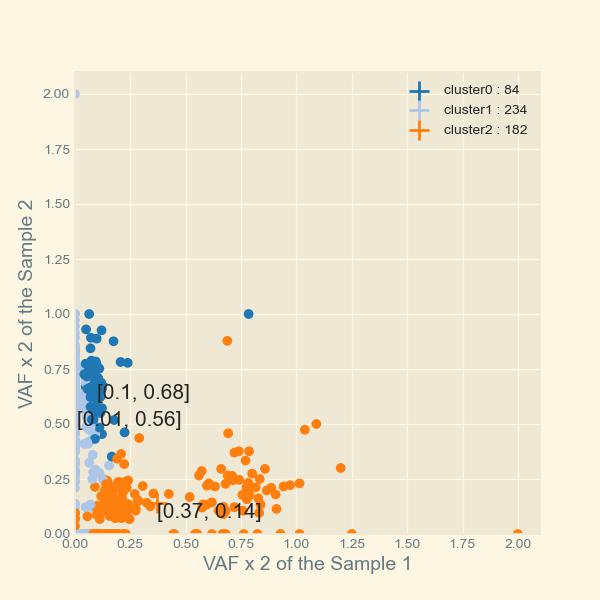 cluster0 : 84
cluster1 : 234
cluster2 : 182
2.00
1.75
1.50
1.25
1.00
0.75
0.50
0.25
0.00
VAF x 2 of the Sample 2
[0.1, 0.68]
[0.01, 0.56]
[0.37, 0.14]
0.00 0.25 0.50 0.75 1.00 1.25 1.50 1.75 2.00
VAF x 2 of the Sample 1